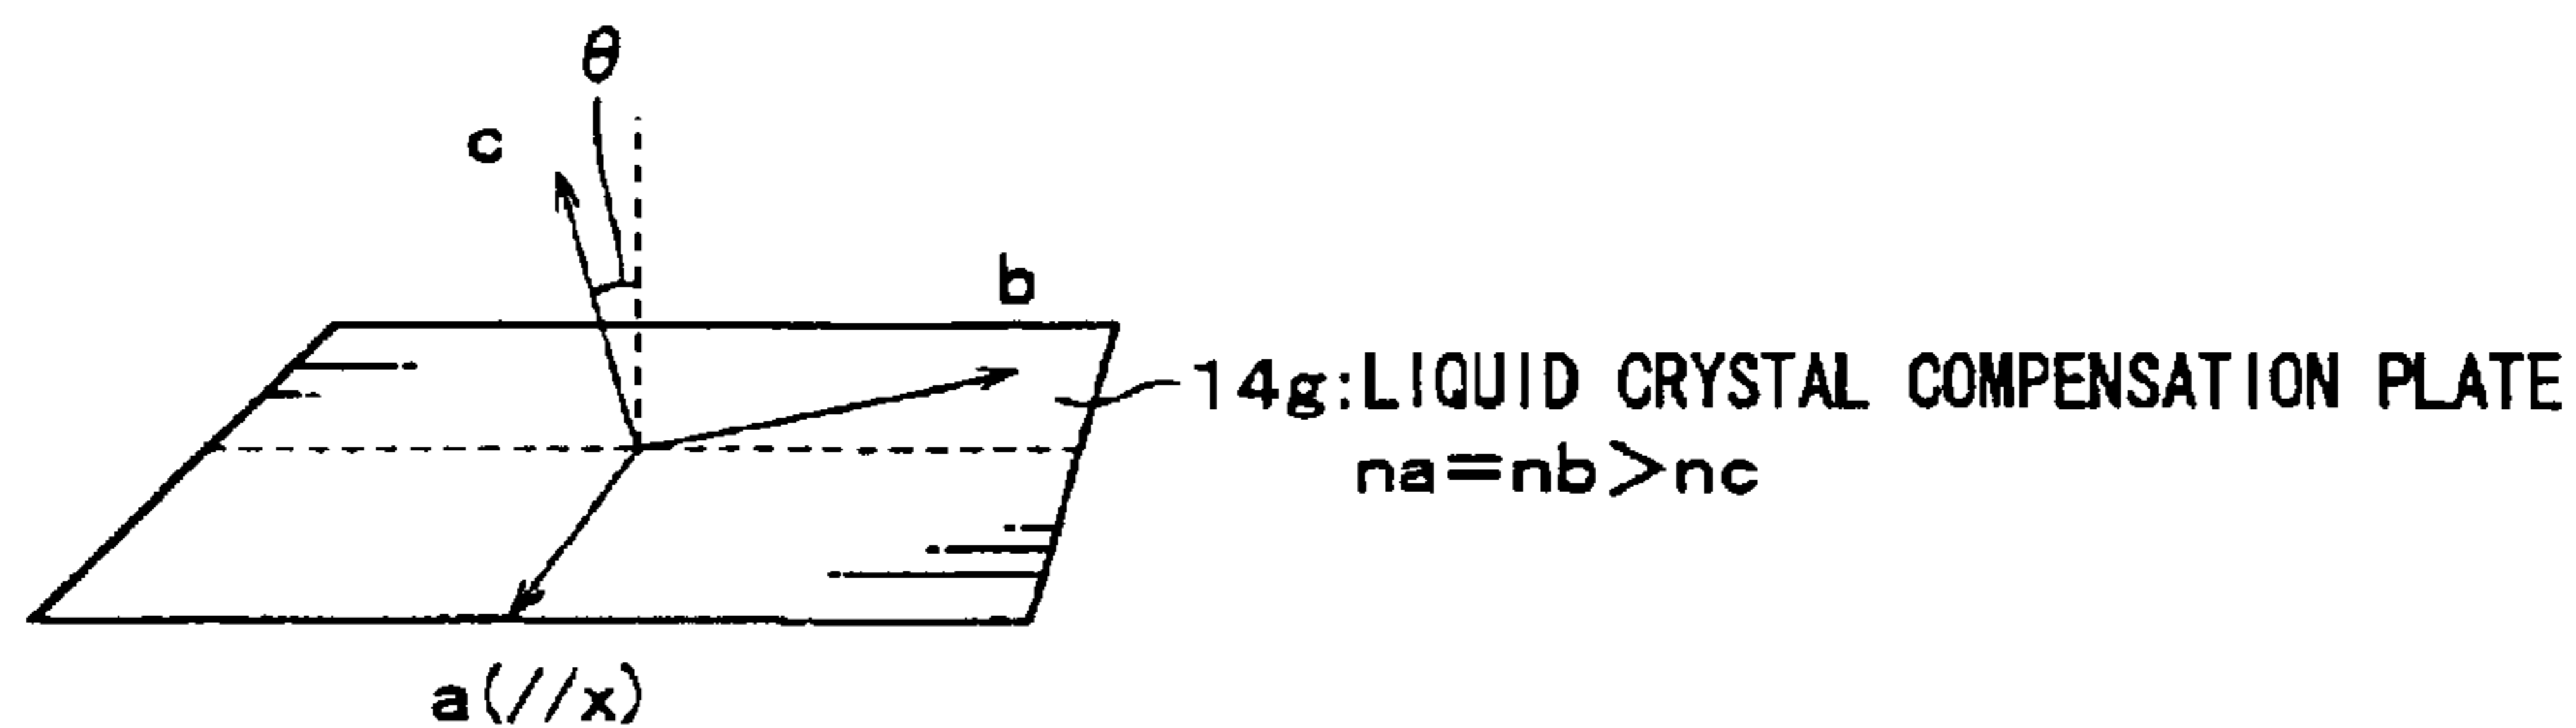 θ
c
b
14g:LIQUID CRYSTAL COMPENSATION PLATE
na=nb>nc
a(//x)